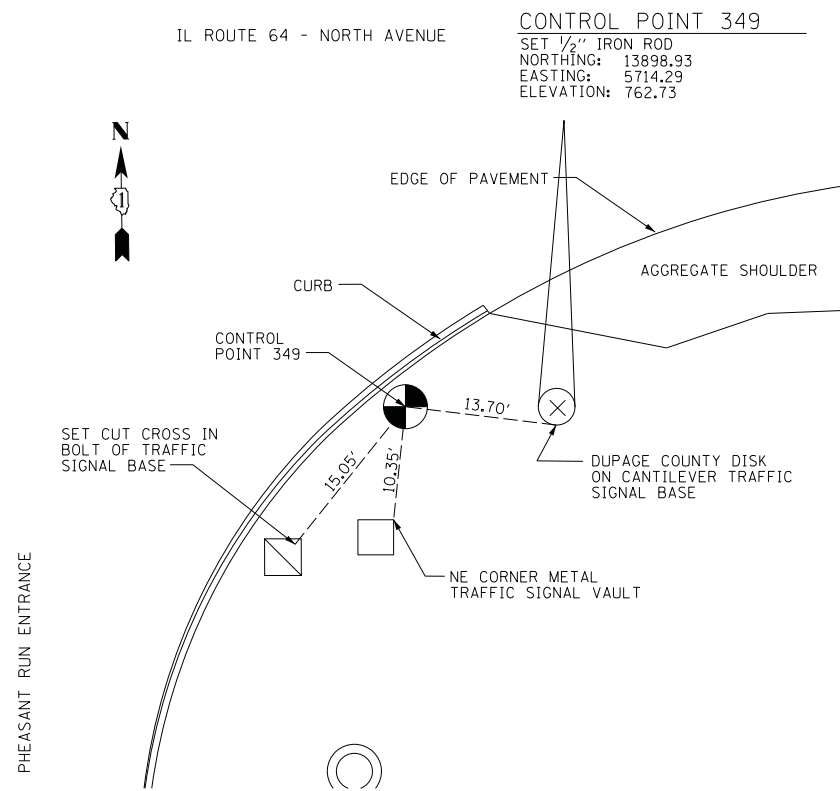 IL ROUTE 64 - NORTH AVENUE
CONTROL POINT 349
SET 1/2" IRON ROD
NORTHING: 13898.93
EASTING: 5714.29
ELEVATION: 762.73
N
1
EDGE OF PAVEMENT
AGGREGATE SHOULDER
CURB
CONTROL
POINT 349
13.70'
SET CUT CROSS IN
BOLT OF TRAFFIC
SIGNAL BASE
15.05'
10.35'
DUPAGE COUNTY DISK
ON CANTILEVER TRAFFIC
SIGNAL BASE
NE CORNER METAL
TRAFFIC SIGNAL VAULT
PHEASANT RUN ENTRANCE